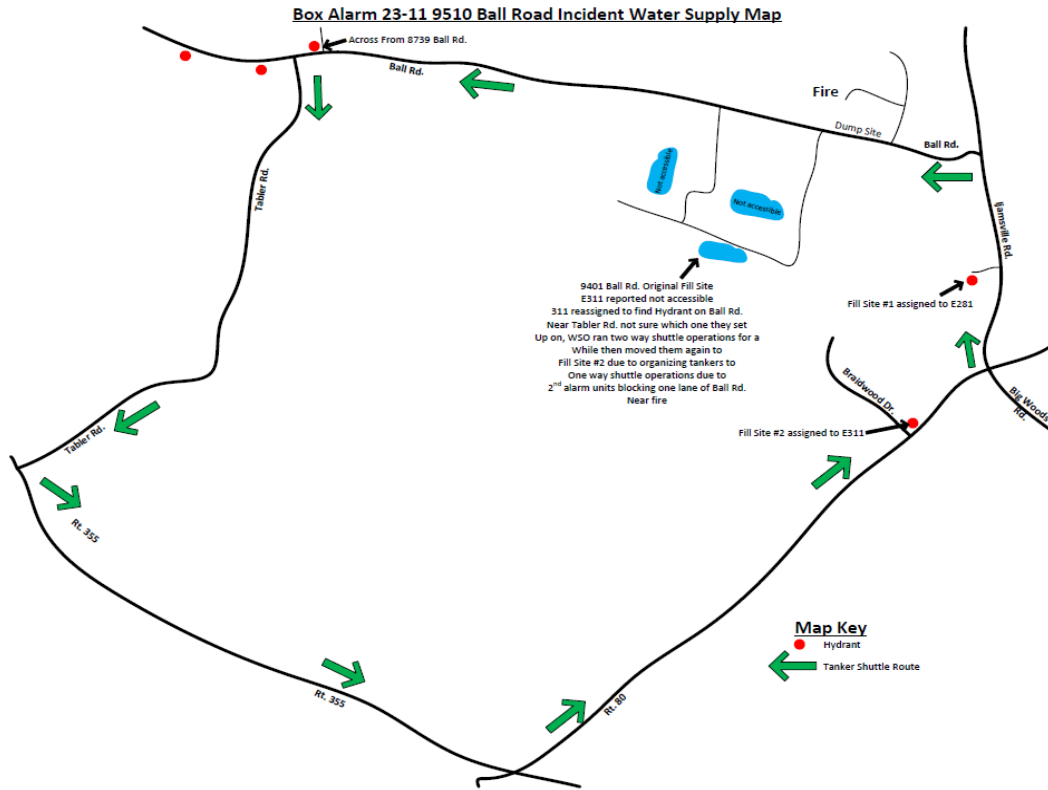 Box Alarm 23-11 9510 Ball Road Incident Water Supply Map
Across From 8739 Ball Rd.
Ball Rd.
Fire
Dump Site
Ball Rd.
Tabler Rd.
Not accessible
Not accessible
Ijamsville Rd.
9401 Ball Rd. Original Fill Site
E311 reported not accessible
311 reassigned to find Hydrant on Ball Rd.
Near Tabler Rd. not sure which one they set
Up on, WSO ran two way shuttle operations for a
While then moved them again to
Fill Site #2 due to organizing tankers to
One way shuttle operations due to
2nd alarm units blocking one lane of Ball Rd.
Near fire
Fill Site #1 assigned to E281
Braidwood Dr.
Big Woods
Rd.
Fill Site #2 assigned to E311
Tabler Rd.
Rt. 355
Rt. 355
Rt. 80
Map Key
Hydrant
Tanker Shuttle Route